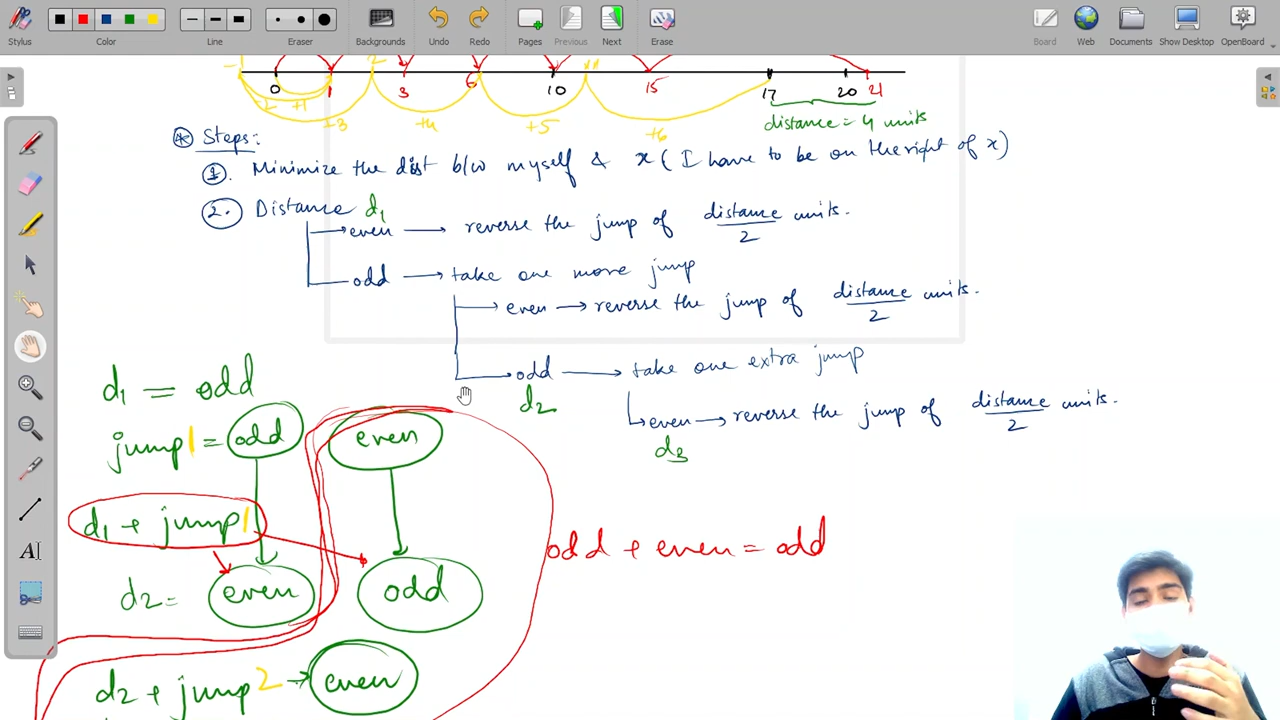 Stylus Color Line Eraser Backgrounds Undo Redo Pages Previous Next Erase Board Web Documents Show Desktop OpenBoard
-1 2
0 1 3 6 10 11 15 17 20 21
-2 +1
+3 +4 +5 +6 distance = 4 units
* Steps:
1. Minimize the dist b/w myself & x ( I have to be on the right of x )
2. Distance d1
even → reverse the jump of distance/2 units.
odd → take one more jump
even → reverse the jump of distance/2 units.
odd → take one extra jump
d2
even → reverse the jump of distance/2 units.
d3
d1 = odd
jump1 = odd even
d1 + jump1
odd + even = odd
d2 = even odd
d2 + jump2 → even
AI